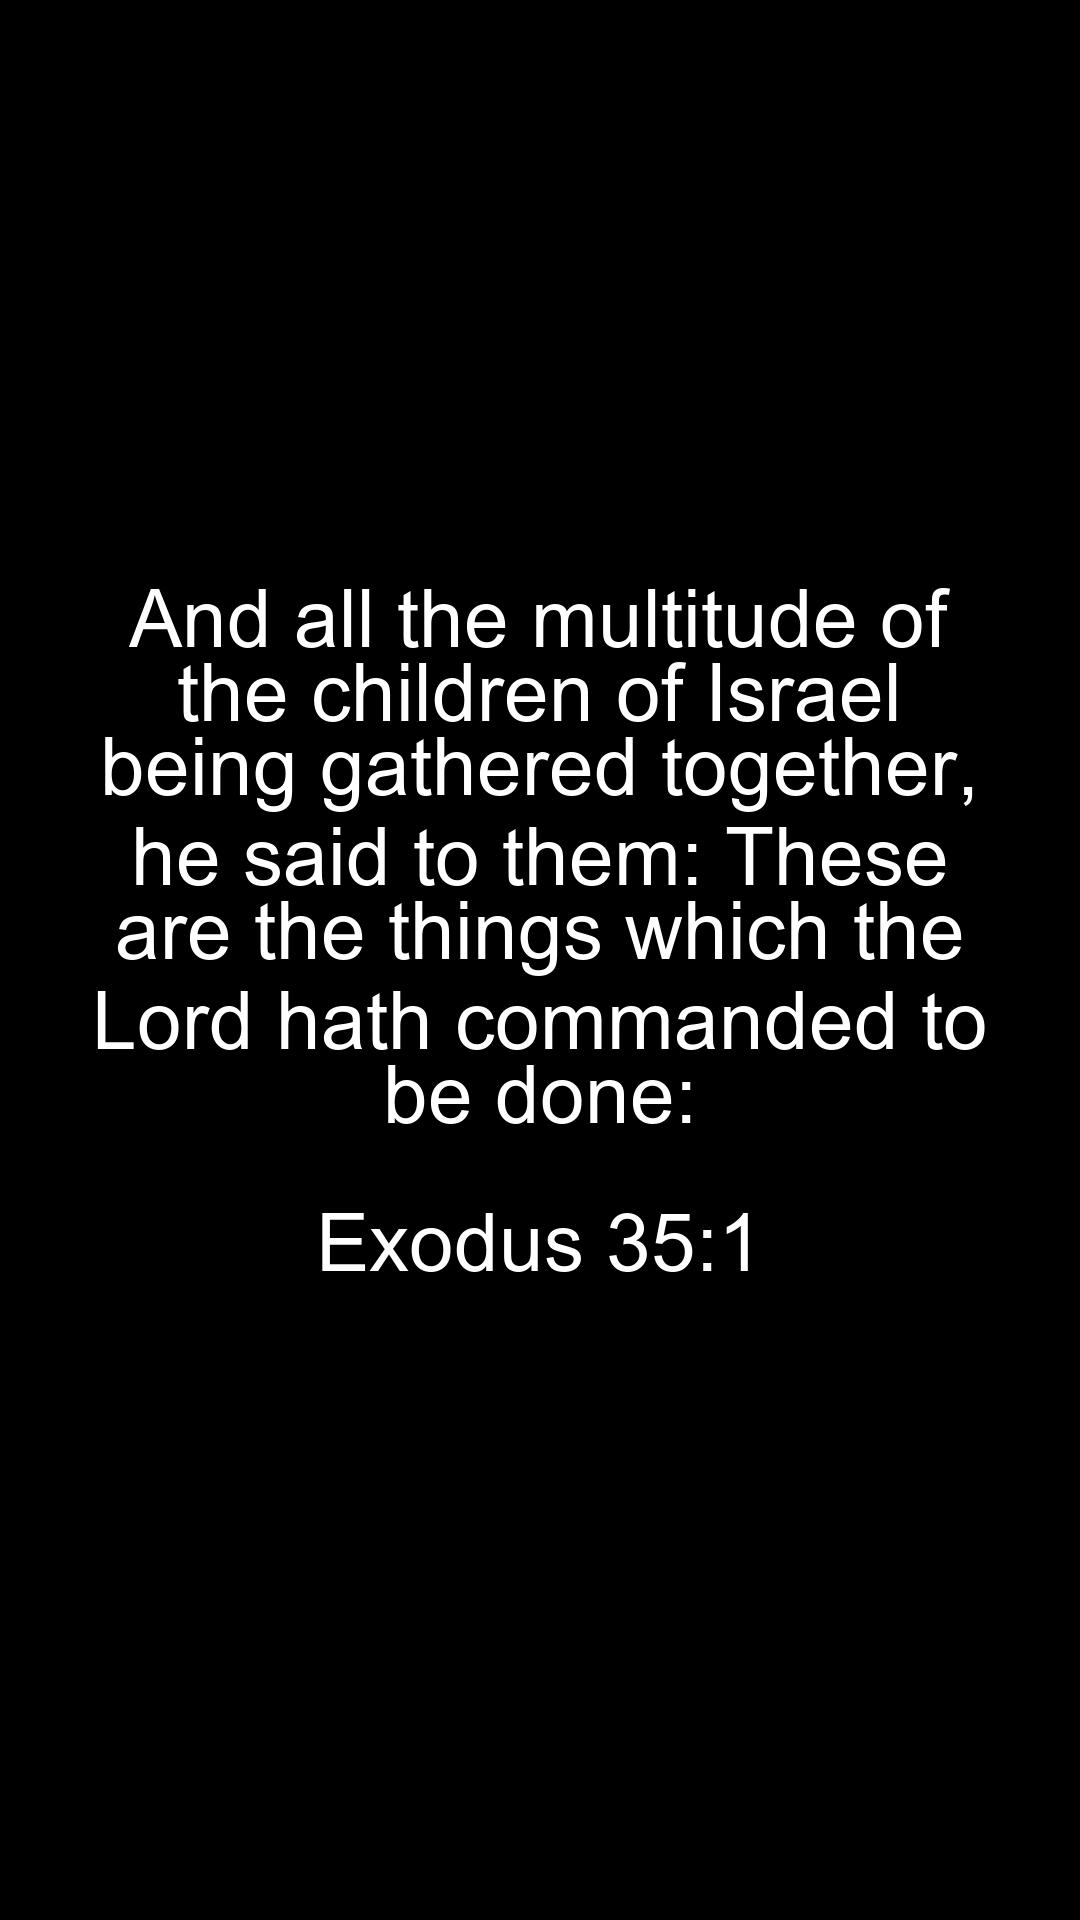 And all the multitude of
the children of Israel
being gathered together,
he said to them: These
are the things which the
Lord hath commanded to
be done:
Exodus 35:1